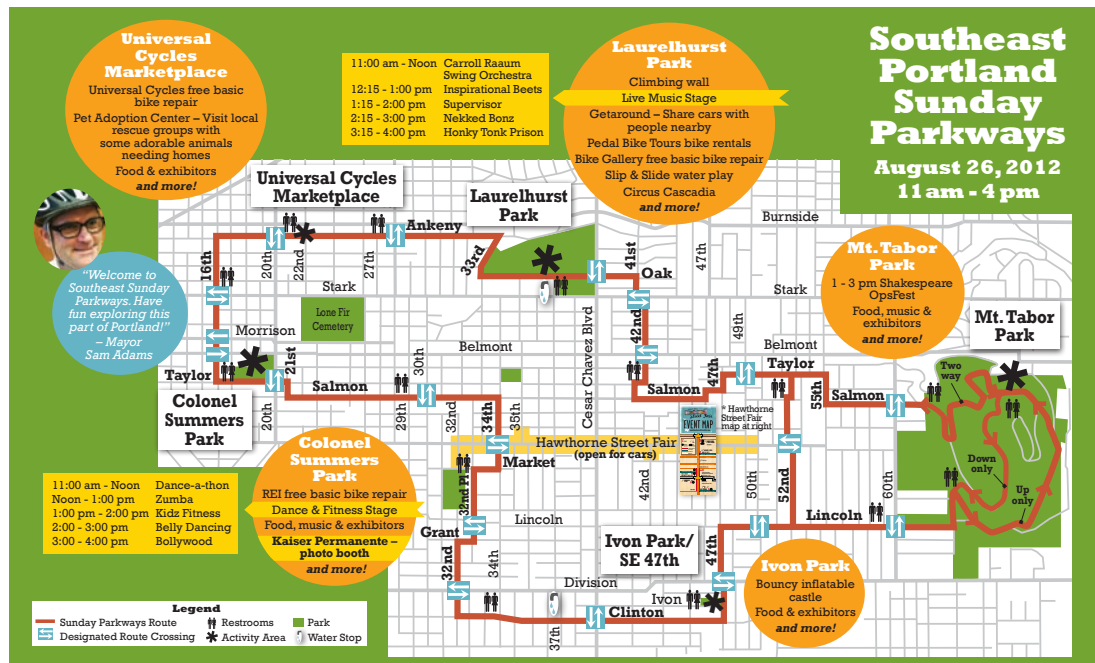 Southeast
Portland
Sunday
Parkways
August 26, 2012
11 am - 4 pm
Universal
Cycles
Marketplace
Universal Cycles free basic
bike repair
Pet Adoption Center – Visit local
rescue groups with
some adorable animals
needing homes
Food & exhibitors
and more!
11:00 am - Noon Carroll Raaum
Swing Orchestra
12:15 - 1:00 pm Inspirational Beets
1:15 - 2:00 pm Supervisor
2:15 - 3:00 pm Nekked Bonz
3:15 - 4:00 pm Honky Tonk Prison
Laurelhurst
Park
Climbing wall
Live Music Stage
Getaround – Share cars with
people nearby
Pedal Bike Tours bike rentals
Bike Gallery free basic bike repair
Slip & Slide water play
Circus Cascadia
and more!
"Welcome to
Southeast Sunday
Parkways. Have
fun exploring this
part of Portland!"
– Mayor
Sam Adams
Universal Cycles
Marketplace
Laurelhurst
Park
Mt. Tabor
Park
1 - 3 pm Shakespeare
OpsFest
Food, music &
exhibitors
and more!
Mt. Tabor
Park
Burnside
Ankeny
16th
20th
22nd
27th
33rd
41st
47th
Oak
Stark
Stark
Lone Fir
Cemetery
Morrison
Belmont
Belmont
Cesar Chavez Blvd
42nd
49th
Taylor
21st
Salmon
30th
29th
20th
32nd
34th
35th
Salmon
47th
Taylor
55th
Salmon
Two
way
Down
only
Up
only
Colonel
Summers
Park
* Hawthorne
Street Fair
map at right
EVENT MAP
Hawthorne Street Fair
(open for cars)
Market
32nd Pl
42nd
50th
52nd
60th
Lincoln
Lincoln
Grant
32nd
34th
Division
Ivon
47th
Clinton
37th
Ivon Park/
SE 47th
Colonel
Summers
Park
REI free basic bike repair
Dance & Fitness Stage
Food, music & exhibitors
Kaiser Permanente –
photo booth
and more!
11:00 am - Noon Dance-a-thon
Noon - 1:00 pm Zumba
1:00 pm - 2:00 pm Kidz Fitness
2:00 - 3:00 pm Belly Dancing
3:00 - 4:00 pm Bollywood
Ivon Park
Bouncy inflatable
castle
Food & exhibitors
and more!
Legend
Sunday Parkways Route
Restrooms
Park
Designated Route Crossing
Activity Area
Water Stop